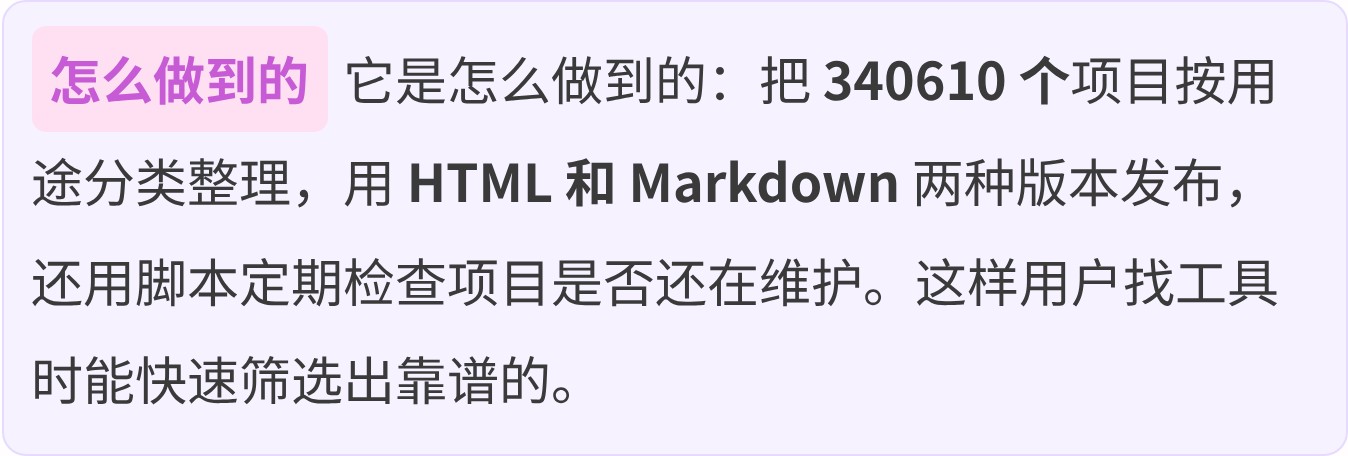 怎么做到的 它是怎么做到的：把 340610 个项目按用
途分类整理，用 HTML 和 Markdown 两种版本发布，
还用脚本定期检查项目是否还在维护。这样用户找工具
时能快速筛选出靠谱的。